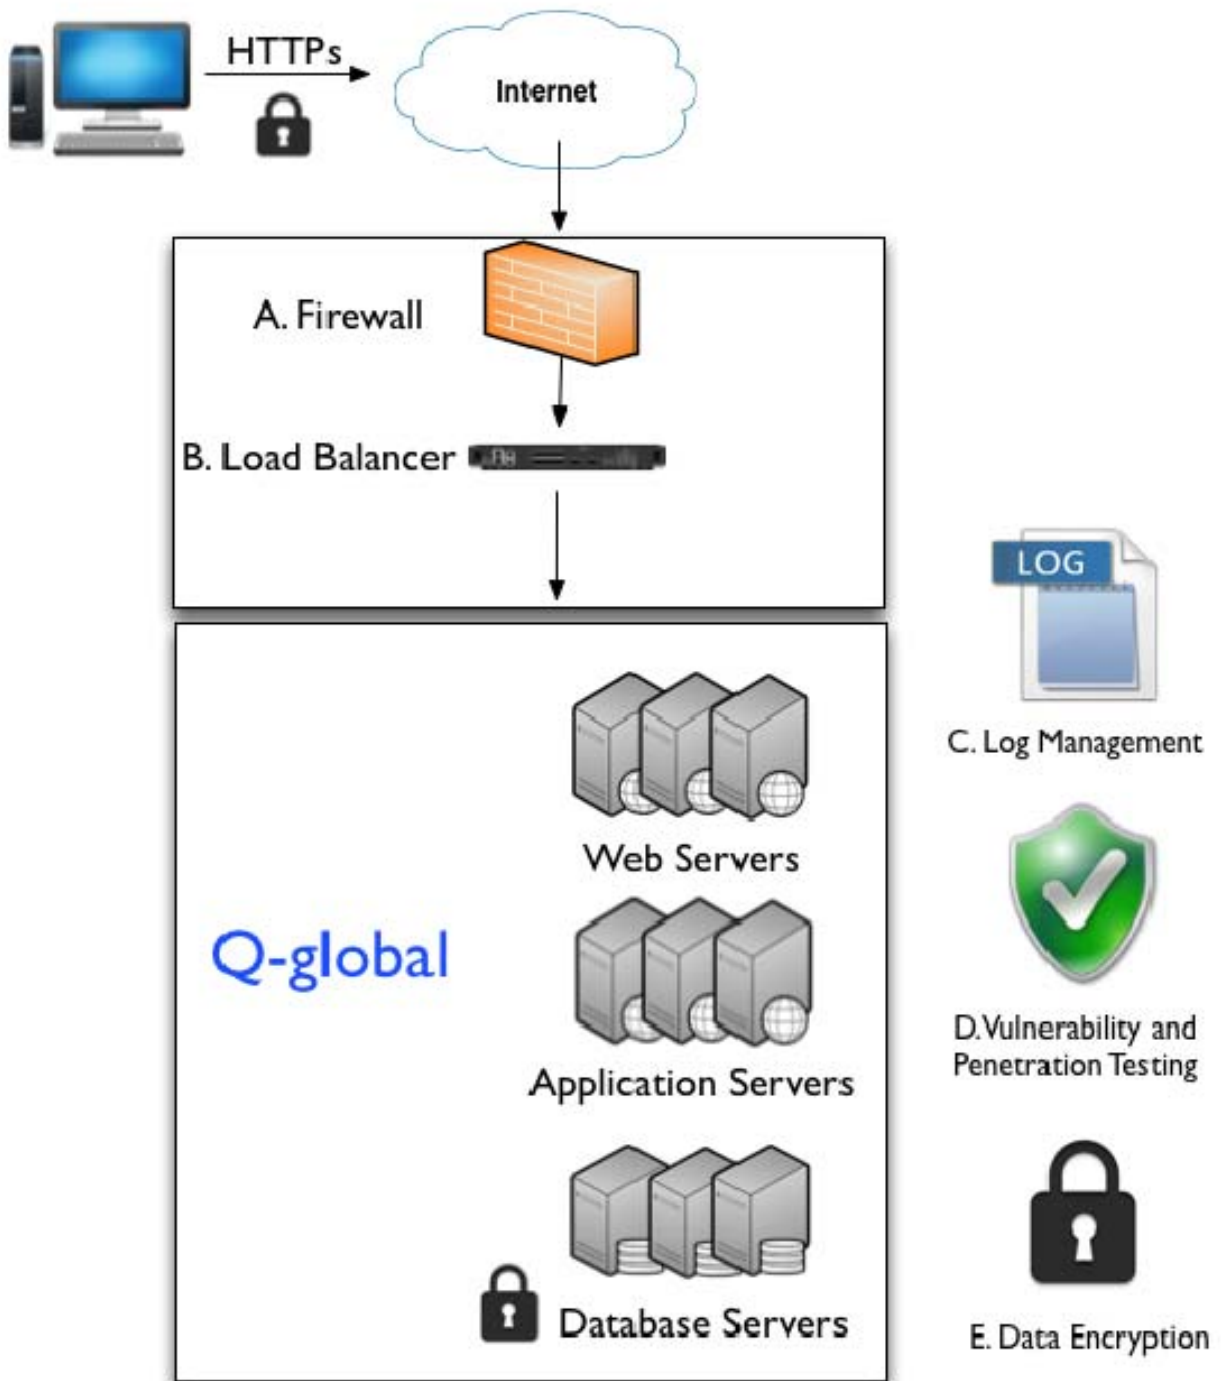 HTTPs
Internet
A. Firewall
B. Load Balancer
LOG
C. Log Management
Web Servers
Q-global
D.Vulnerability and
Penetration Testing
Application Servers
Database Servers
E. Data Encryption